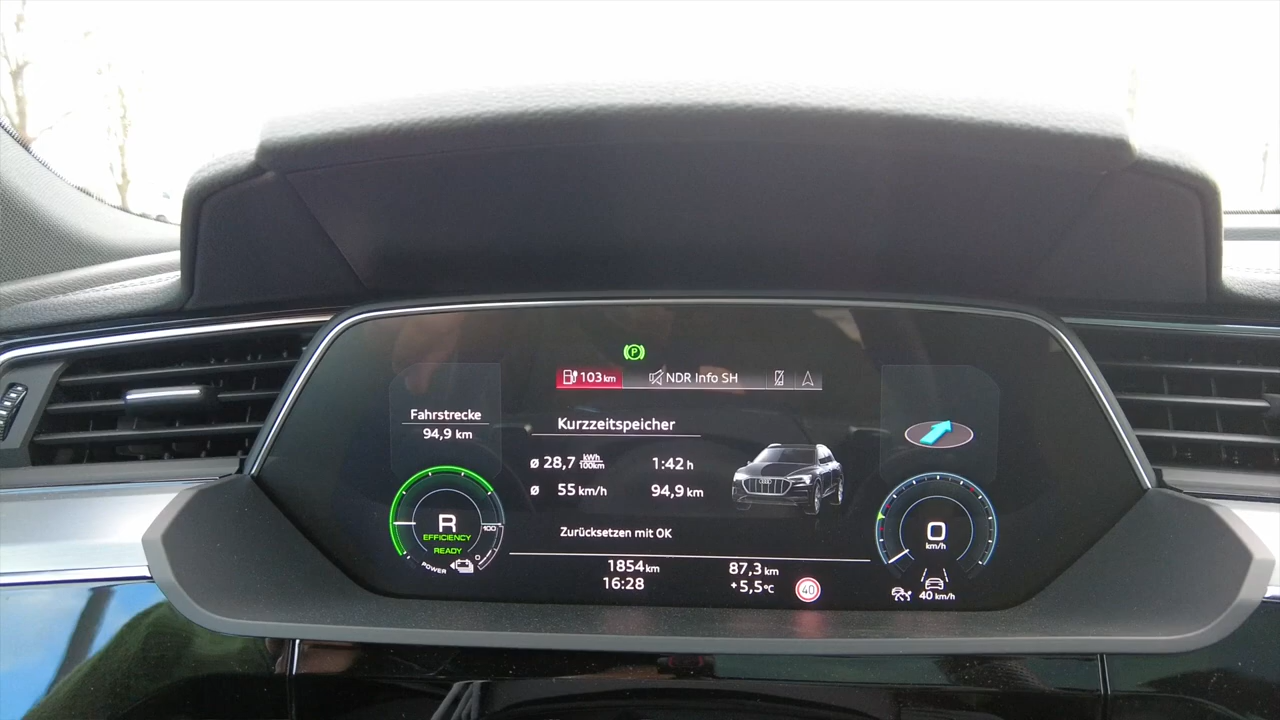 P
103 km
NDR Info SH
Fahrstrecke
94,9 km
Kurzzeitspeicher
ø 28,7 kWh/100km
1:42 h
ø 55 km/h
94,9 km
Zurücksetzen mit OK
R
EFFICIENCY
READY
100
0
POWER
0
km/h
40 km/h
1854 km
87,3 km
16:28
+5,5 °C
40